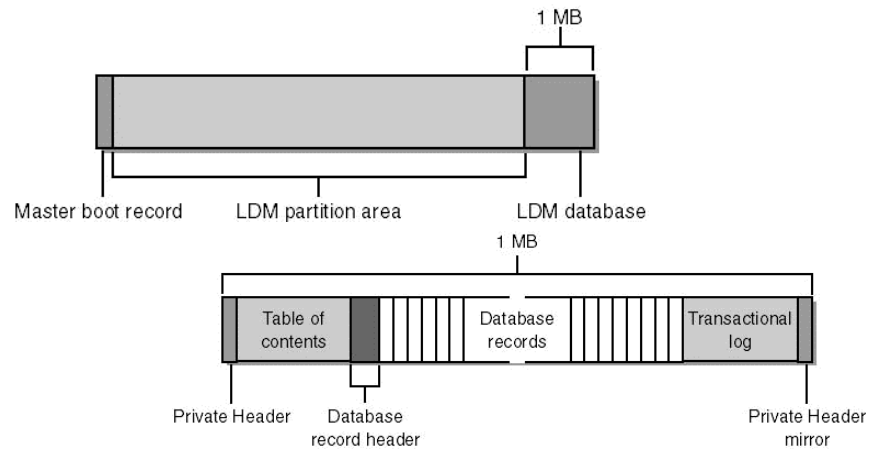 1 MB
Master boot record
LDM partition area
LDM database
1 MB
Table of
contents
Database
records
Transactional
log
Private Header
Database
record header
Private Header
mirror